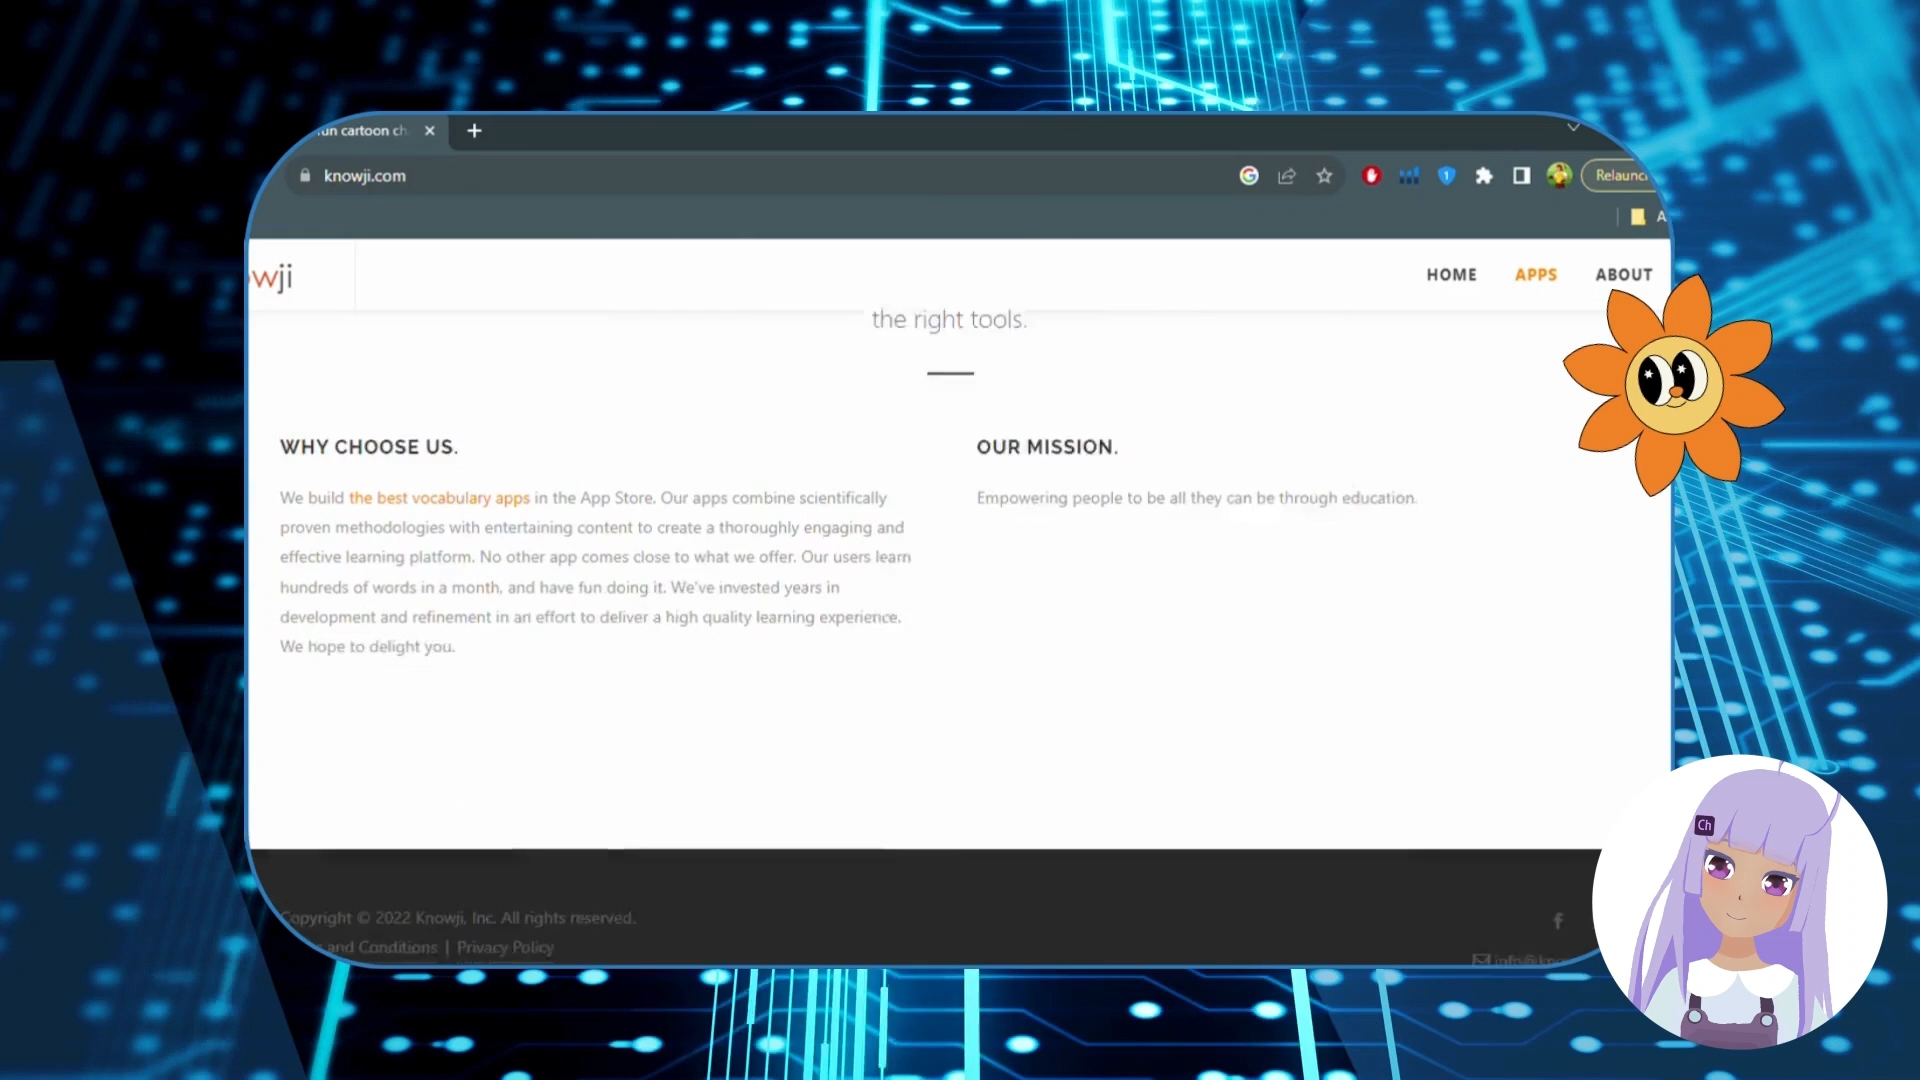 un cartoon ch
knowji.com
Relaunc
A
wji
HOME APPS ABOUT
the right tools.
WHY CHOOSE US.
We build the best vocabulary apps in the App Store. Our apps combine scientifically
proven methodologies with entertaining content to create a thoroughly engaging and
effective learning platform. No other app comes close to what we offer. Our users learn
hundreds of words in a month, and have fun doing it. We've invested years in
development and refinement in an effort to deliver a high quality learning experience.
We hope to delight you.
OUR MISSION.
Empowering people to be all they can be through education.
Copyright © 2022 Knowji, Inc. All rights reserved.
and Conditions | Privacy Policy
Ch